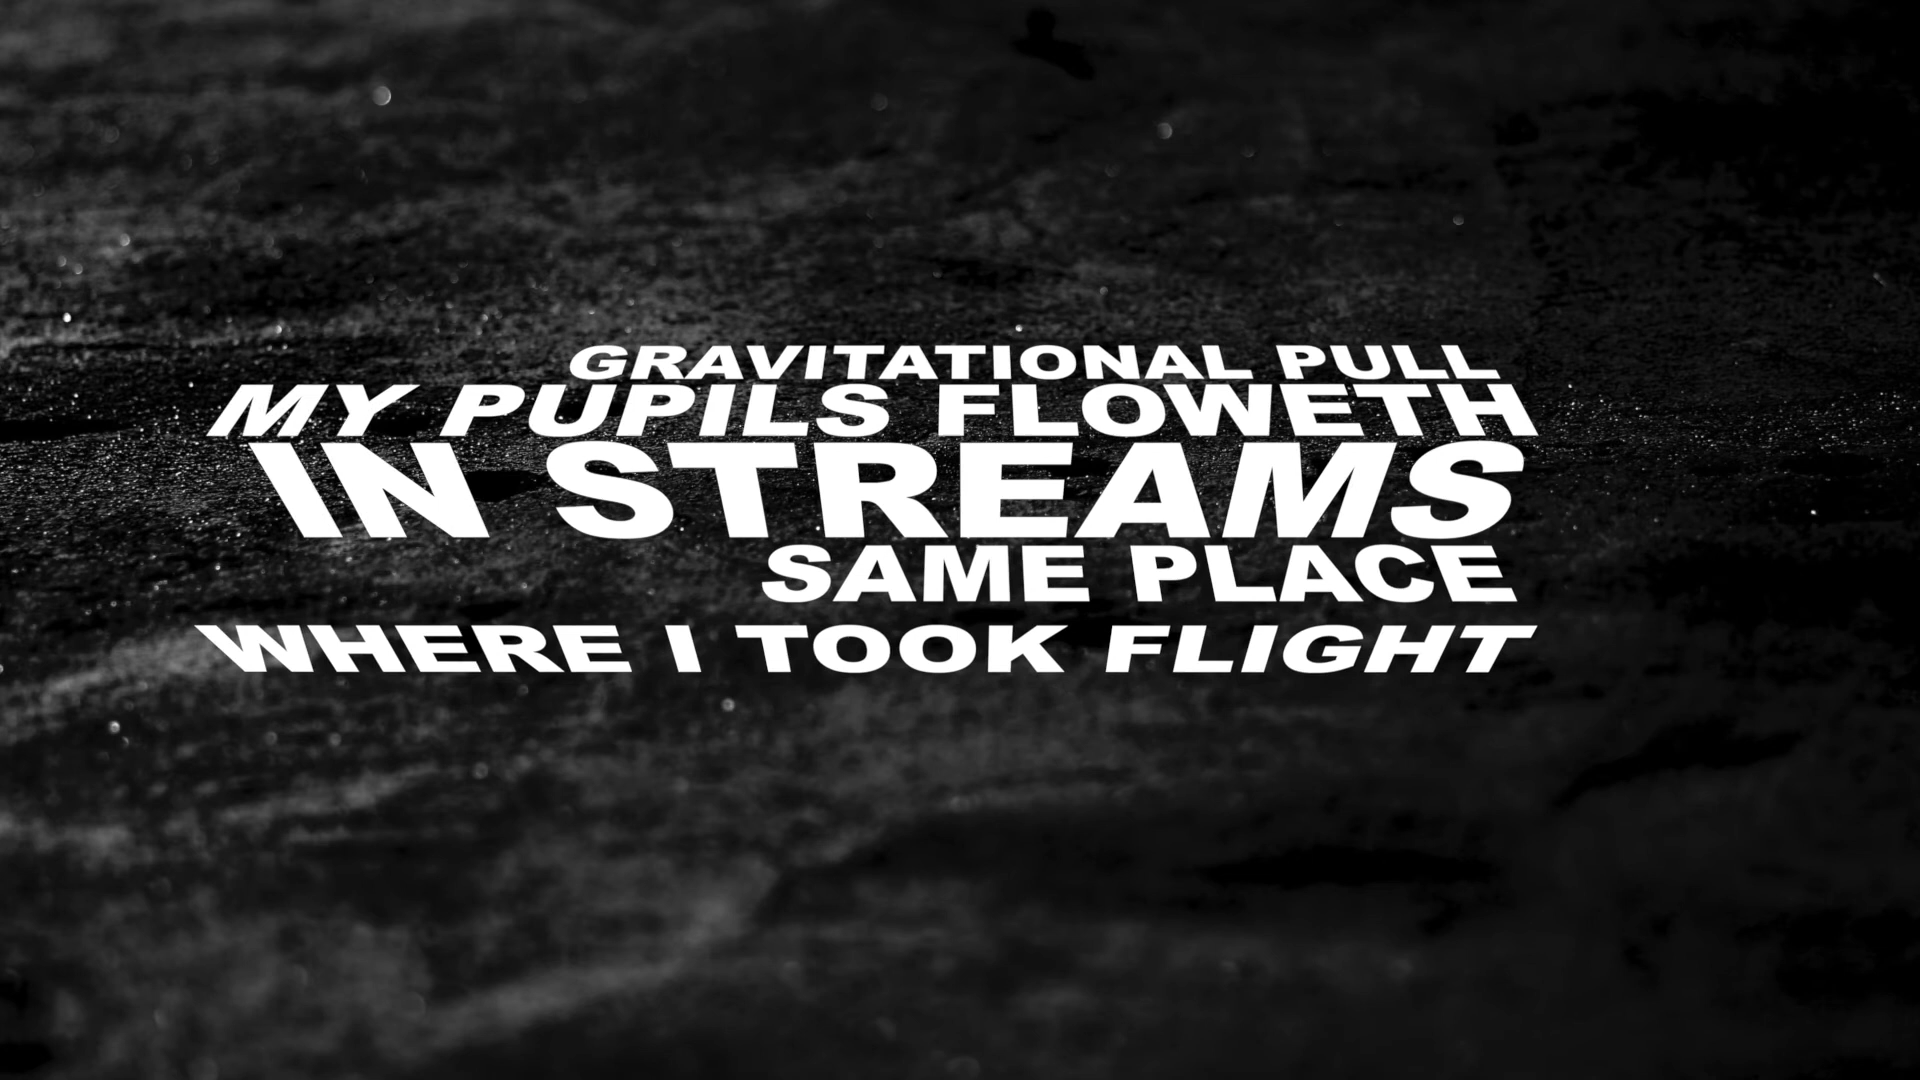 GRAVITATIONAL PULL
MY PUPILS FLOWETH
IN STREAMS
SAME PLACE
WHERE I TOOK FLIGHT